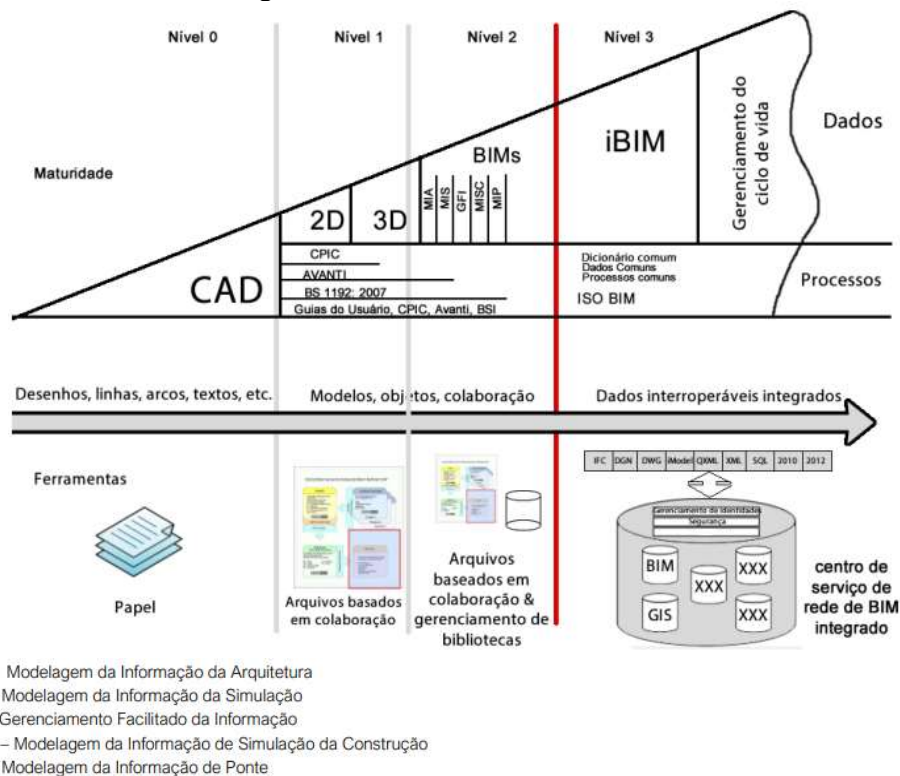 Nível 0
Nível 1
Nível 2
Nível 3
Maturidade
CAD
2D
3D
BIMs
MIA
MIS
GFI
MISC
MIP
iBIM
Gerenciamento do
ciclo de vida
Dados
CPIC
AVANTI
BS 1192: 2007
Guias do Usuário, CPIC, Avanti, BSI
Dicionário comum
Dados Comuns
Processos comuns
ISO BIM
Processos
Desenhos, linhas, arcos, textos, etc.
Modelos, objetos, colaboração
Dados interroperáveis integrados
Ferramentas
Papel
Arquivos basados
em colaboração
Arquivos
baseados em
colaboração &
gerenciamento de
bibliotecas
IFC DGN DWG iModel QXML XML SQL 2010 2012
Gerenciamento de Identidades
Segurança
BIM
XXX
XXX
GIS
XXX
centro de
serviço de
rede de BIM
integrado
Modelagem da Informação da Arquitetura
Modelagem da Informação da Simulação
Gerenciamento Facilitado da Informação
– Modelagem da Informação de Simulação da Construção
Modelagem da Informação de Ponte